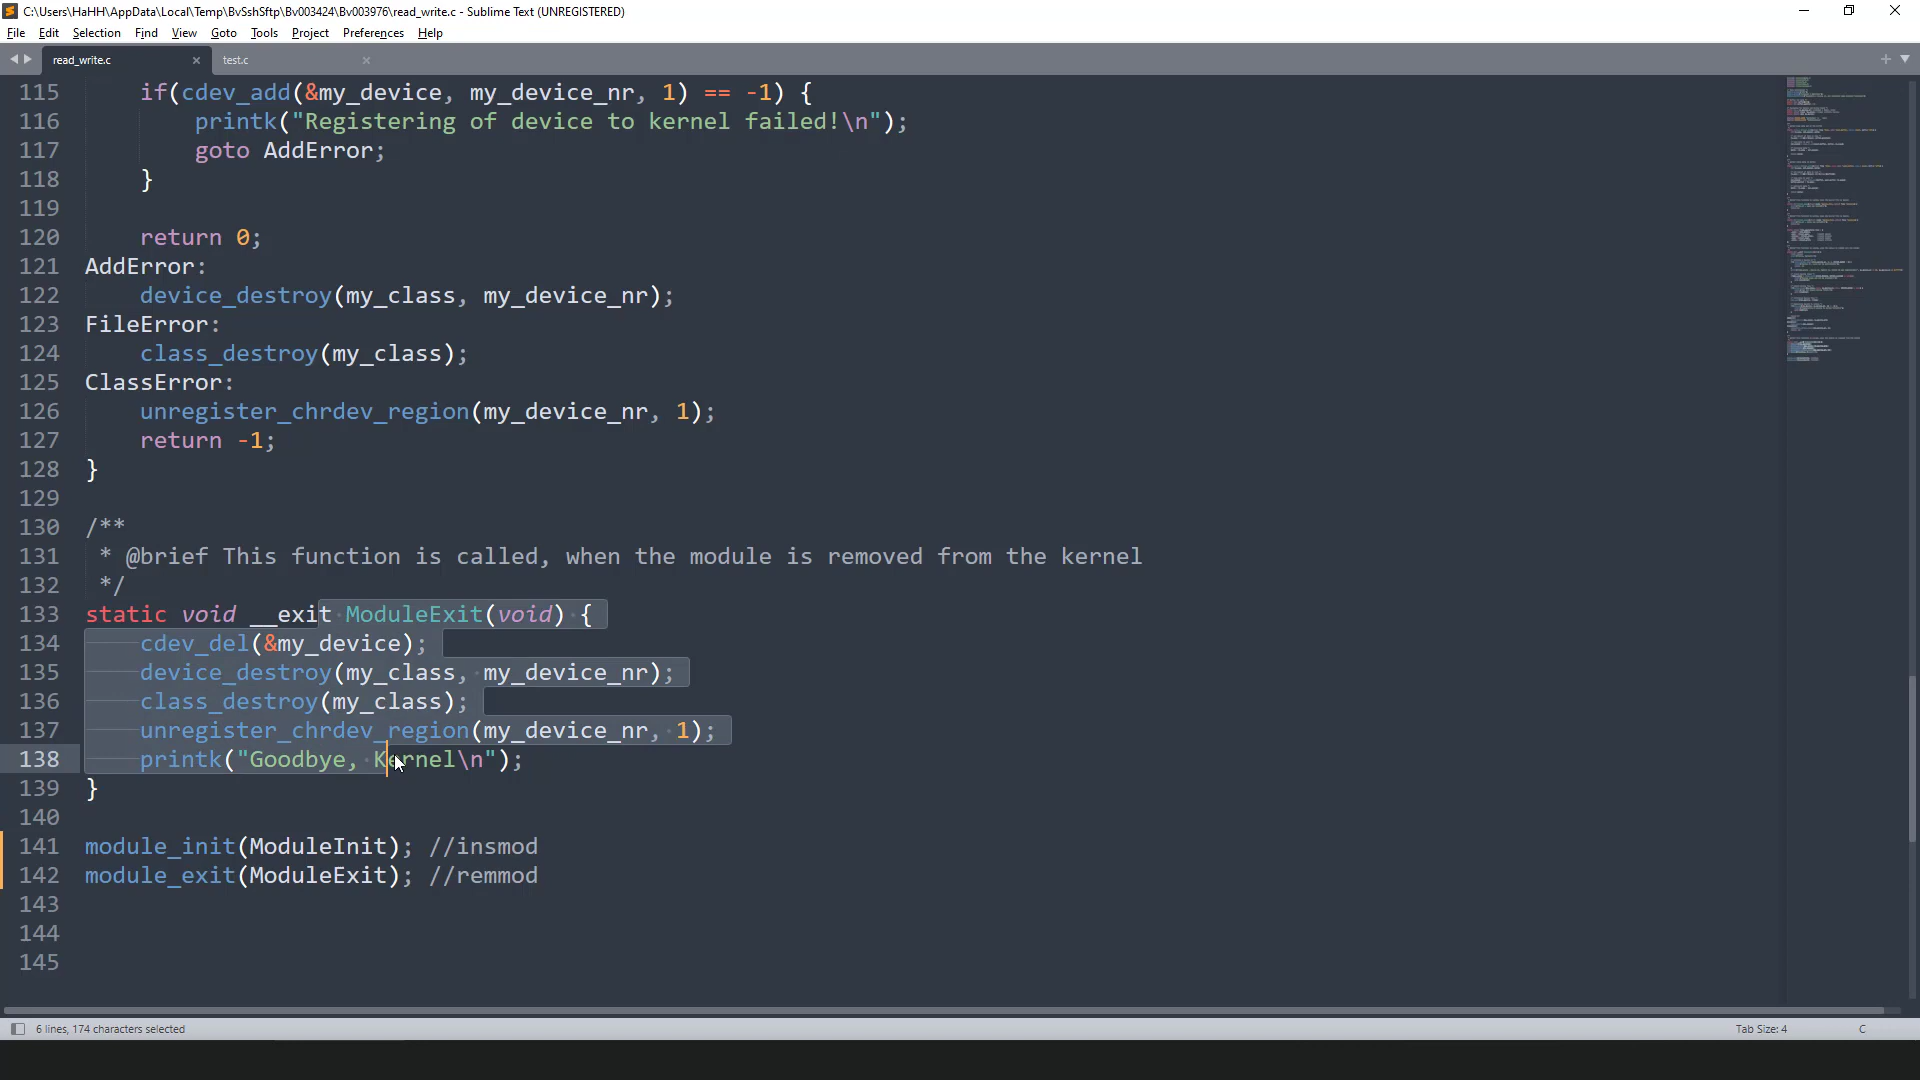 C:\Users\HaHH\AppData\Local\Temp\BvSshSftp\Bv003424\Bv003976\read_write.c - Sublime Text (UNREGISTERED)
File Edit Selection Find View Goto Tools Project Preferences Help
read_write.c test.c
115 if(cdev_add(&my_device, my_device_nr, 1) == -1) {
116 printk("Registering of device to kernel failed!\n");
117 goto AddError;
118 }
119
120 return 0;
121 AddError:
122 device_destroy(my_class, my_device_nr);
123 FileError:
124 class_destroy(my_class);
125 ClassError:
126 unregister_chrdev_region(my_device_nr, 1);
127 return -1;
128 }
129
130 /**
131 * @brief This function is called, when the module is removed from the kernel
132 */
133 static void __exit ModuleExit(void) {
134 cdev_del(&my_device);
135 device_destroy(my_class, my_device_nr);
136 class_destroy(my_class);
137 unregister_chrdev_region(my_device_nr, 1);
138 printk("Goodbye, Kernel\n");
139 }
140
141 module_init(ModuleInit); //insmod
142 module_exit(ModuleExit); //remmod
143
144
145
6 lines, 174 characters selected Tab Size: 4 C